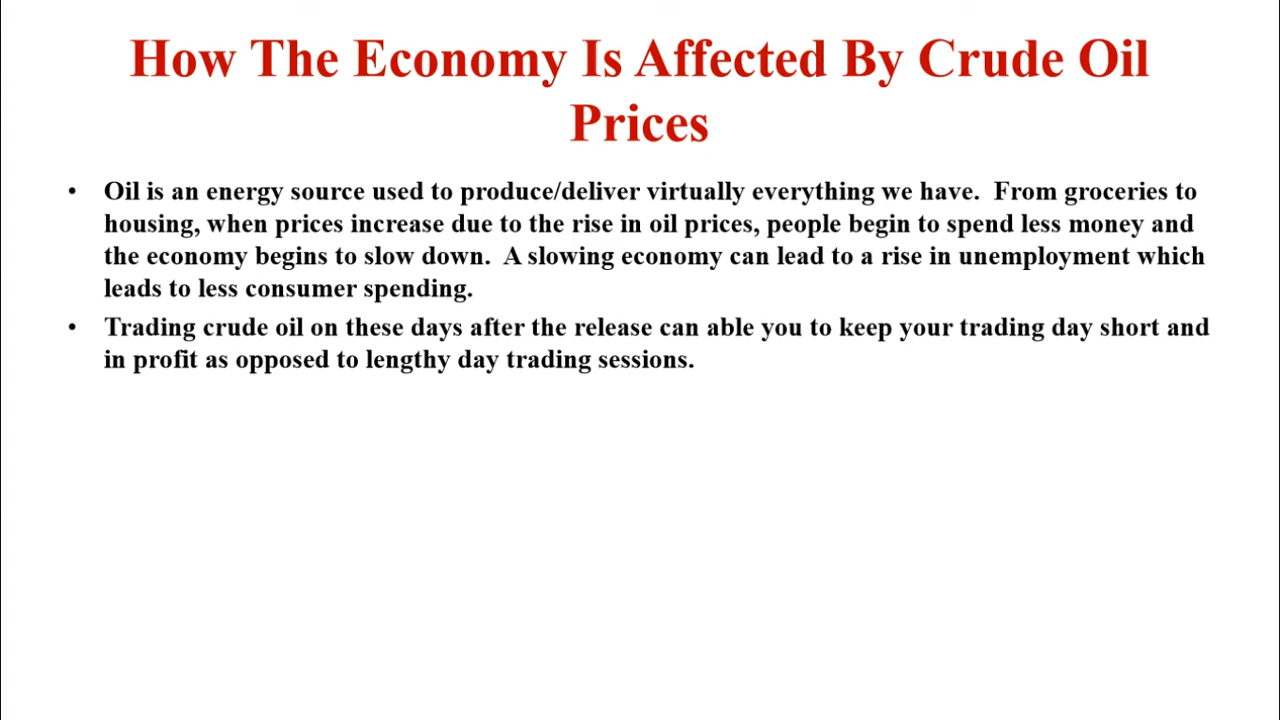 How The Economy Is Affected By Crude Oil
Prices
• Oil is an energy source used to produce/deliver virtually everything we have.  From groceries to
housing, when prices increase due to the rise in oil prices, people begin to spend less money and
the economy begins to slow down.  A slowing economy can lead to a rise in unemployment which
leads to less consumer spending.
• Trading crude oil on these days after the release can able you to keep your trading day short and
in profit as opposed to lengthy day trading sessions.